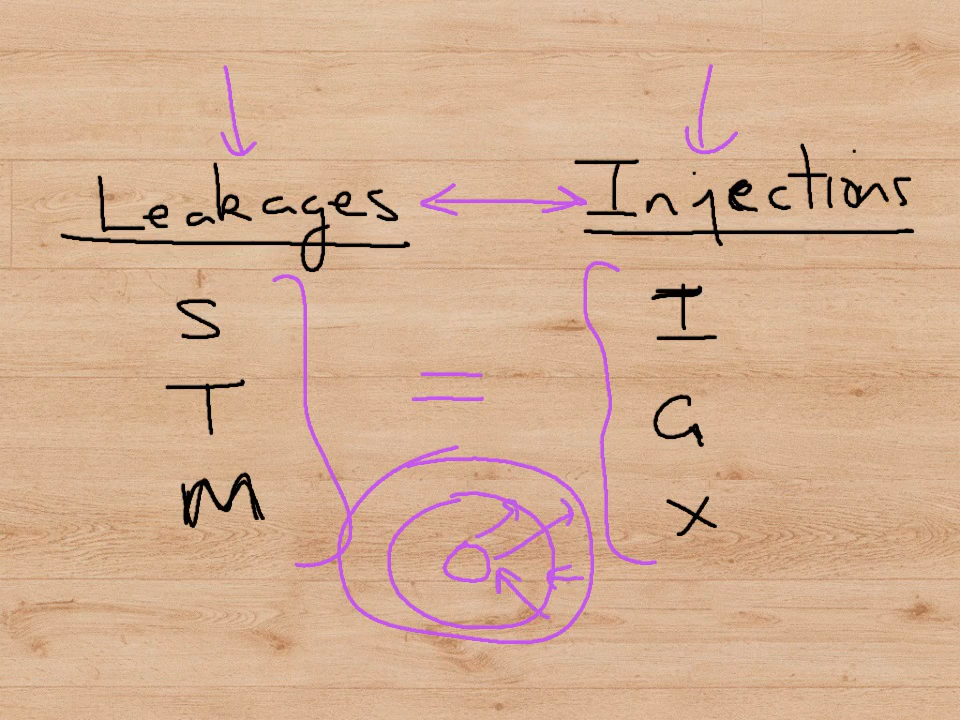 Leakages Injections
S I
T = G
M X